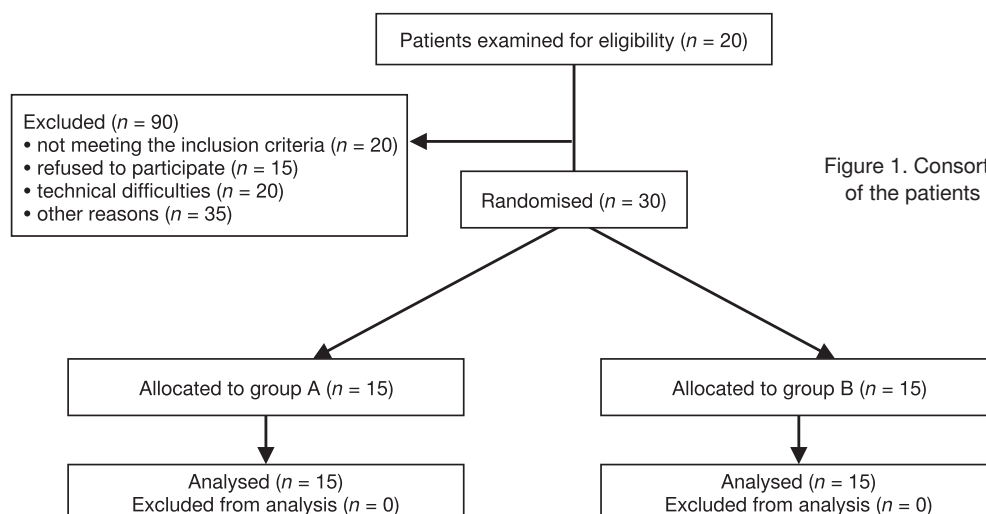 Patients examined for eligibility (n = 20)
Excluded (n = 90)
• not meeting the inclusion criteria (n = 20)
• refused to participate (n = 15)
• technical difficulties (n = 20)
• other reasons (n = 35)
Figure 1. Consort
of the patients
Randomised (n = 30)
Allocated to group A (n = 15)
Allocated to group B (n = 15)
Analysed (n = 15)
Excluded from analysis (n = 0)
Analysed (n = 15)
Excluded from analysis (n = 0)